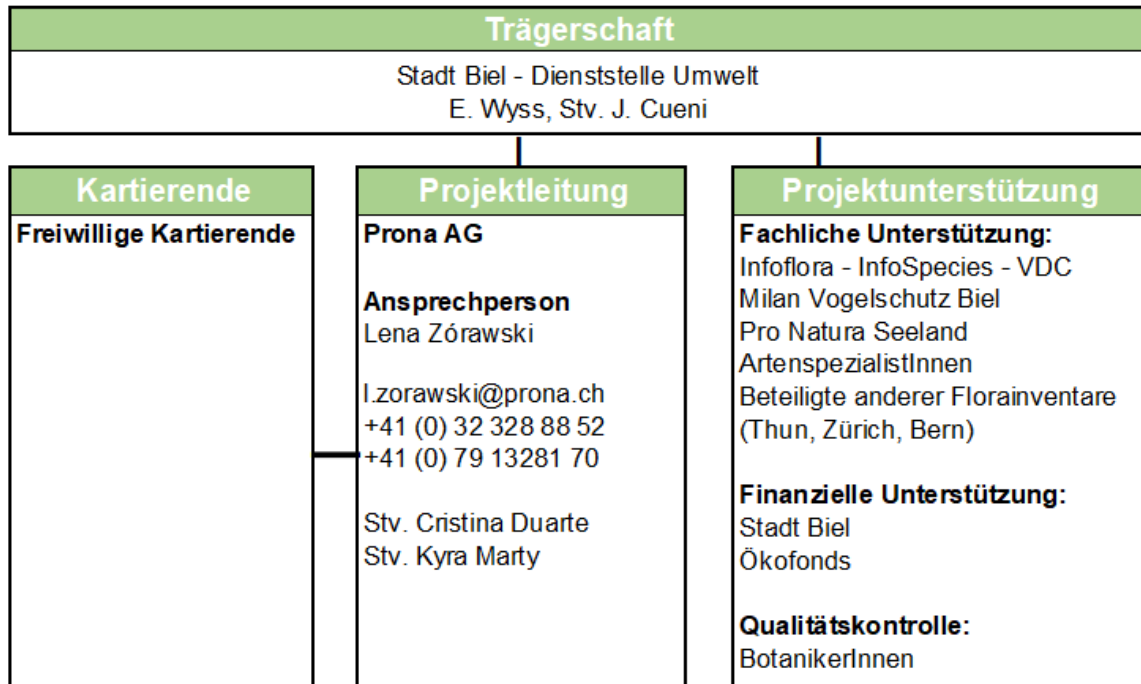 Trägerschaft
Stadt Biel - Dienststelle Umwelt
E. Wyss, Stv. J. Cueni
Kartierende
Freiwillige Kartierende
Projektleitung
Prona AG
Ansprechperson
Lena Zórawski
l.zorawski@prona.ch
+41 (0) 32 328 88 52
+41 (0) 79 13281 70
Stv. Cristina Duarte
Stv. Kyra Marty
Projektunterstützung
Fachliche Unterstützung:
Infoflora - InfoSpecies - VDC
Milan Vogelschutz Biel
Pro Natura Seeland
ArtenspezialistInnen
Beteiligte anderer Florainventare
(Thun, Zürich, Bern)
Finanzielle Unterstützung:
Stadt Biel
Ökofonds
Qualitätskontrolle:
BotanikerInnen